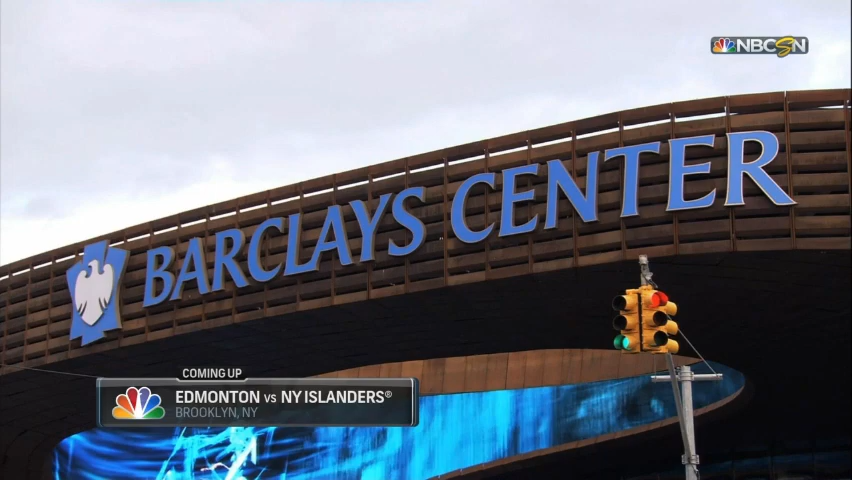 NBCSN
BARCLAYS CENTER
COMING UP
EDMONTON vs NY ISLANDERS®
BROOKLYN, NY